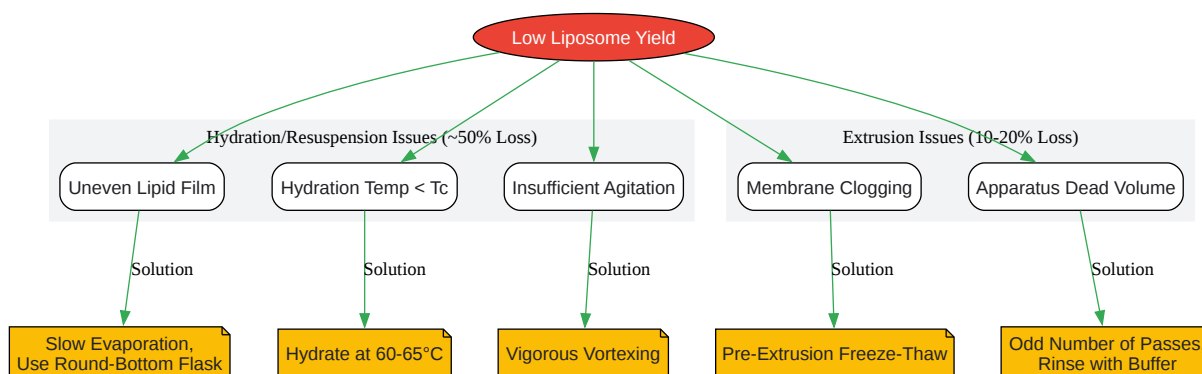 Low Liposome Yield
Hydration/Resuspension Issues (~50% Loss)
Extrusion Issues (10-20% Loss)
Uneven Lipid Film
Hydration Temp < Tc
Insufficient Agitation
Membrane Clogging
Apparatus Dead Volume
Solution
Solution
Solution
Solution
Solution
Slow Evaporation,
Use Round-Bottom Flask
Hydrate at 60-65°C
Vigorous Vortexing
Pre-Extrusion Freeze-Thaw
Odd Number of Passes
Rinse with Buffer